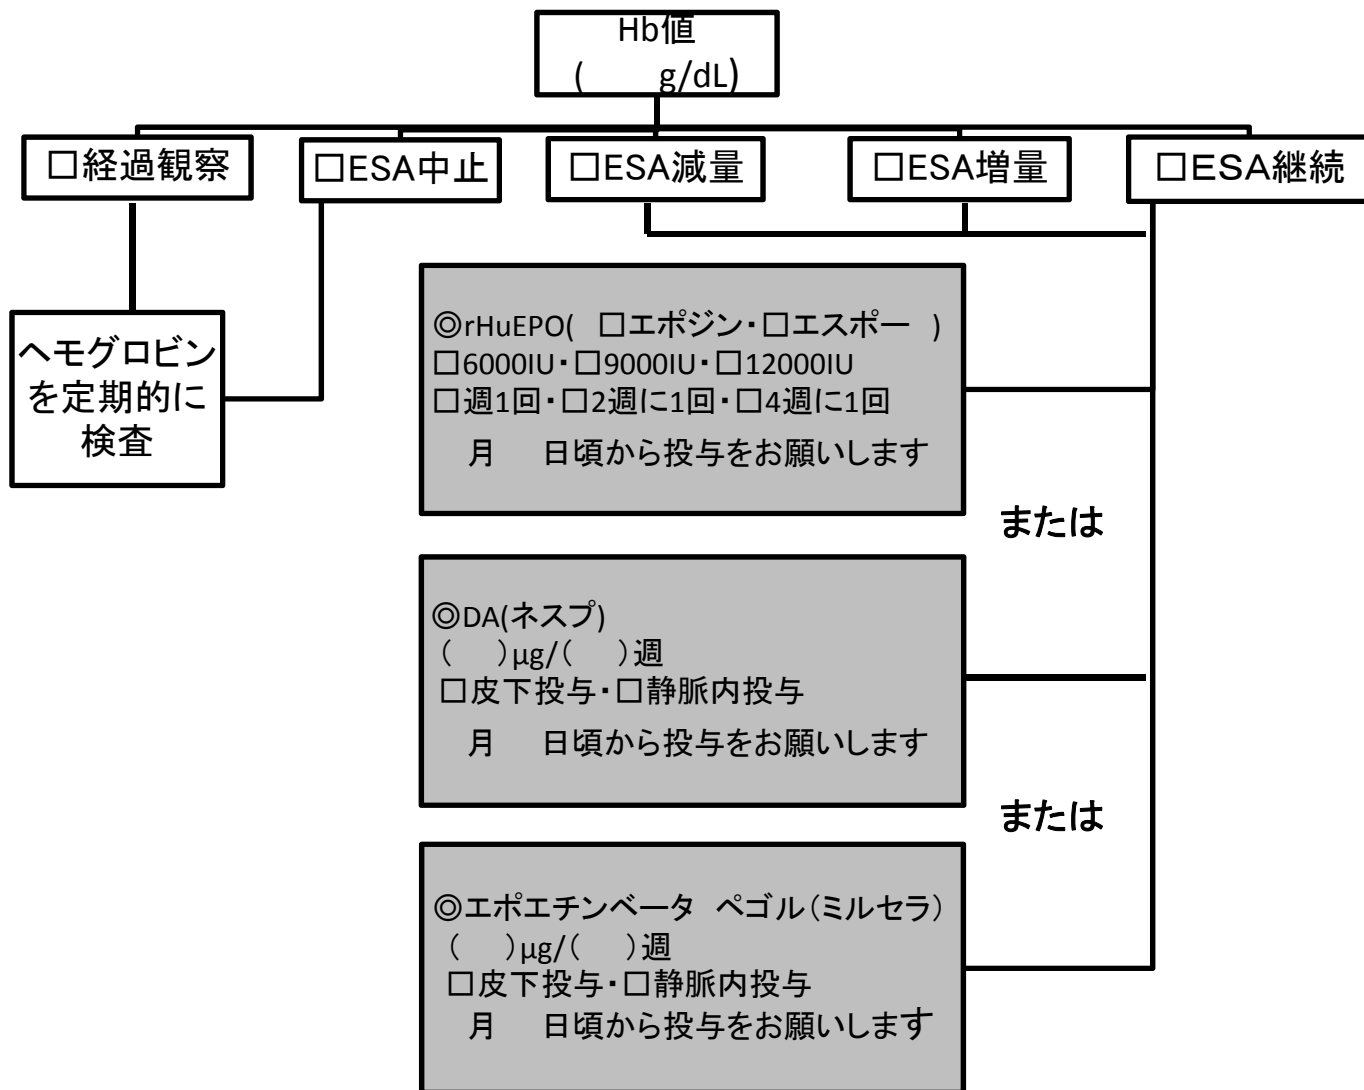 Hb値
(　　g/dL)
□経過観察
□ESA中止
□ESA減量
□ESA増量
□ESA継続
ヘモグロビン
を定期的に
検査
◎rHuEPO(　□エポジン・□エスポー　)
□6000IU・□9000IU・□12000IU
□週1回・□2週に1回・□4週に1回
月　日頃から投与をお願いします
または
◎DA(ネスプ)
(　)μg/(　)週
□皮下投与・□静脈内投与
月　日頃から投与をお願いします
または
◎エポエチンベータ　ペゴル(ミルセラ)
(　)μg/(　)週
□皮下投与・□静脈内投与
月　日頃から投与をお願いします